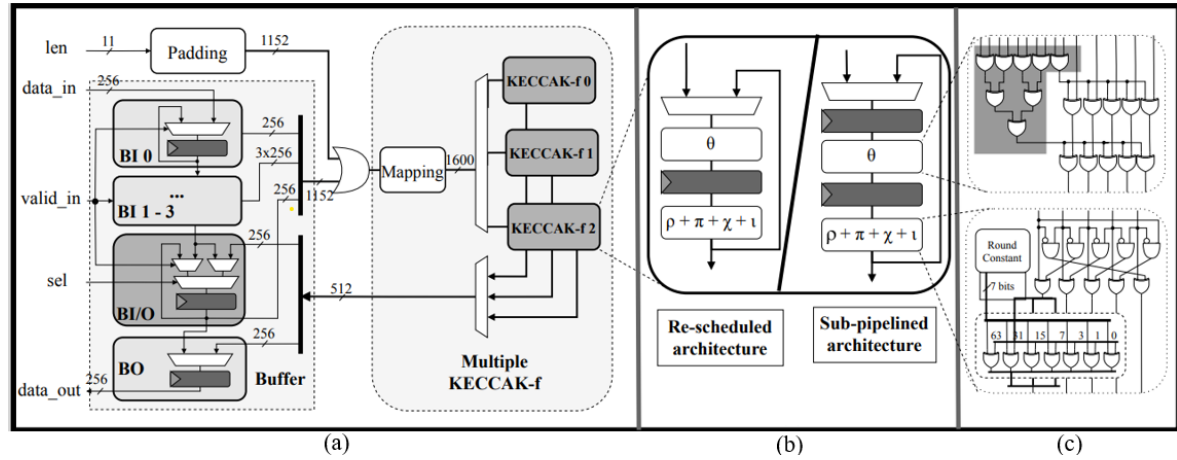 len
11
Padding
1152
256
data_in
BI 0
256
3x256
valid_in
BI 1 - 3
...
256
1152
sel
256
BI/O
256
BO
data_out
256
Buffer
Mapping
1600
KECCAK-f 0
KECCAK-f 1
KECCAK-f 2
512
Multiple
KECCAK-f
θ
ρ + π + χ + ι
Re-scheduled
architecture
θ
ρ + π + χ + ι
Sub-pipelined
architecture
Round
Constant
7 bits
63 31 15 7 3 1 0
(a)
(b)
(c)